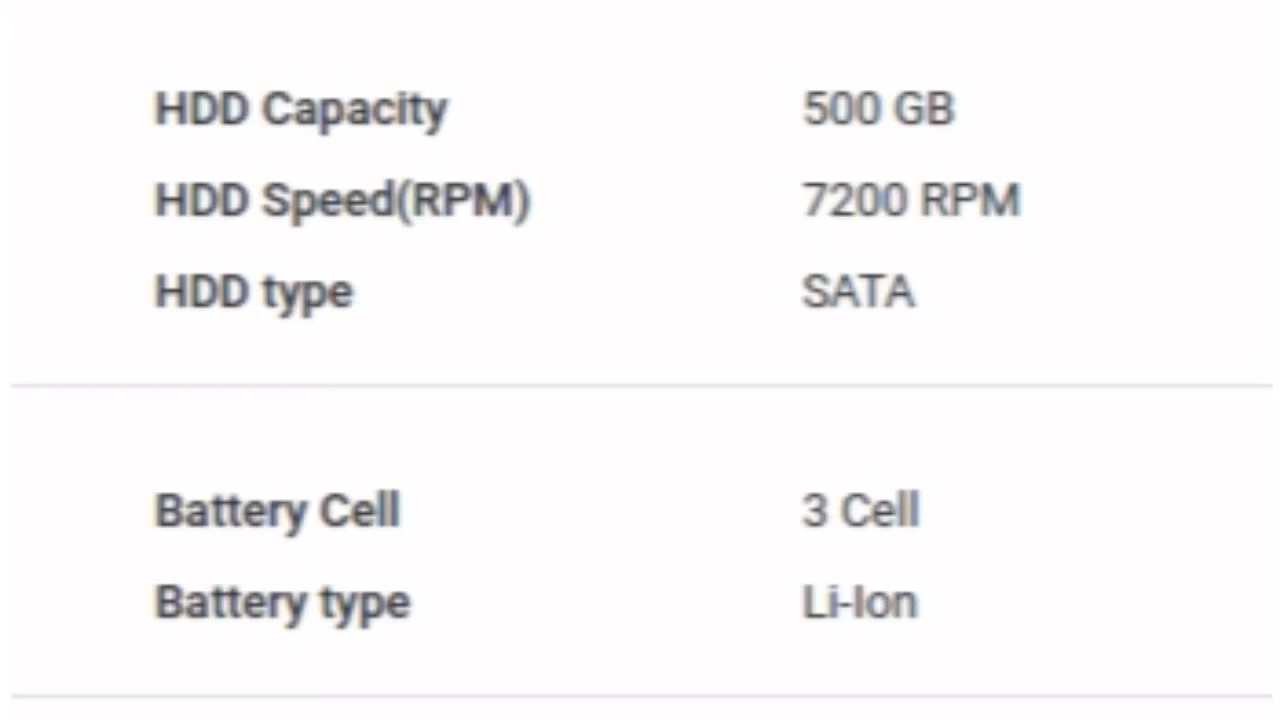 HDD Capacity 500 GB
HDD Speed(RPM) 7200 RPM
HDD type SATA
Battery Cell 3 Cell
Battery type Li-Ion